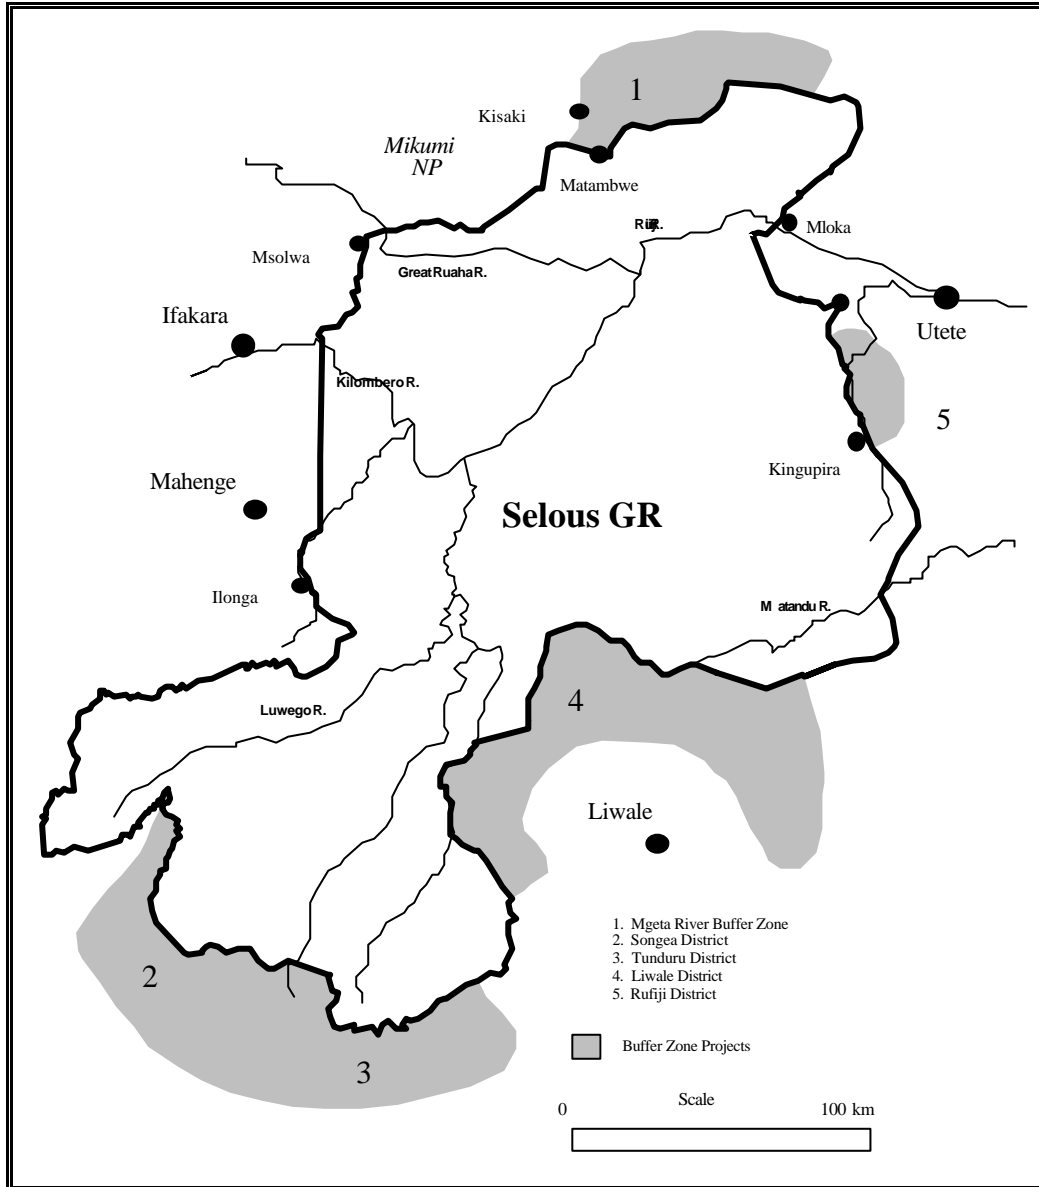 1
Kisaki
Mikumi
NP
Matambwe
Mloka
Msolwa
Great Ruaha R.
Ifakara
Utete
Kilombero R.
5
Kingupira
Mahenge
Selous GR
Ilonga
M atandu R.
4
Luwego R.
Liwale
1. Mgeta River Buffer Zone
2. Songea District
3. Tunduru District
4. Liwale District
5. Rufiji District
2
Buffer Zone Projects
3
Scale
0 100 km